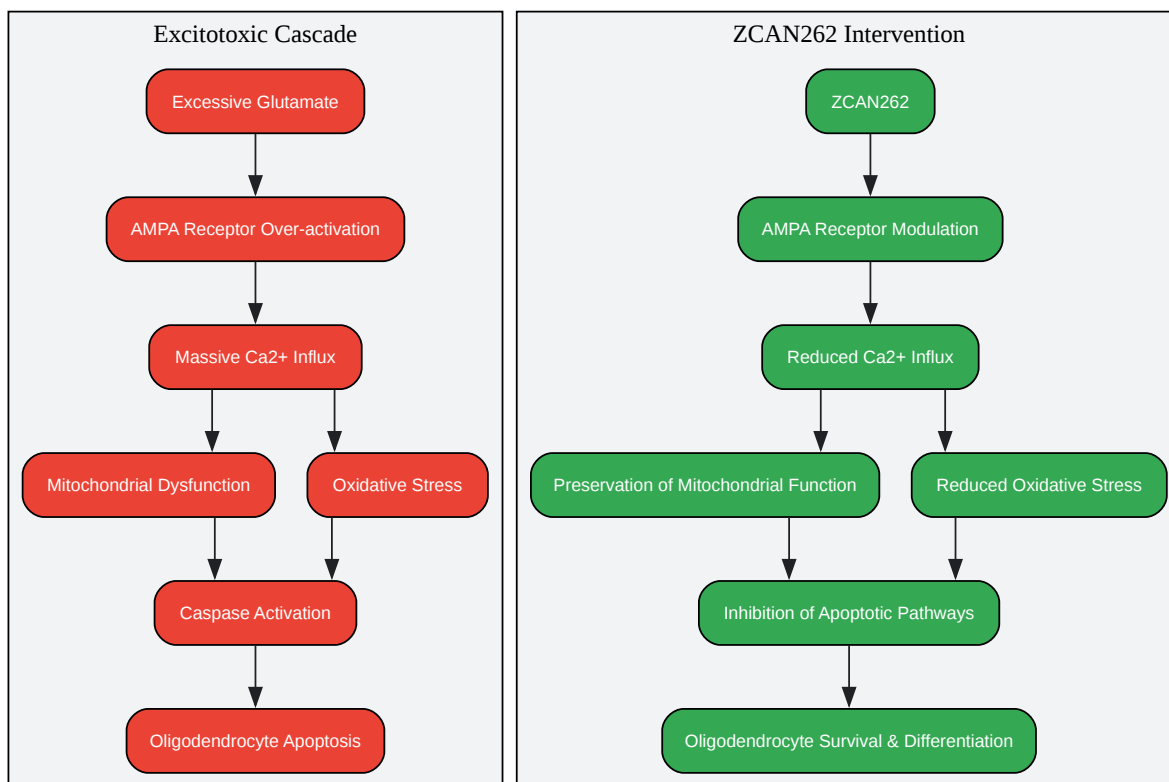 Excitotoxic Cascade
Excessive Glutamate
AMPA Receptor Over-activation
Massive Ca2+ Influx
Mitochondrial Dysfunction
Oxidative Stress
Caspase Activation
Oligodendrocyte Apoptosis
ZCAN262 Intervention
ZCAN262
AMPA Receptor Modulation
Reduced Ca2+ Influx
Preservation of Mitochondrial Function
Reduced Oxidative Stress
Inhibition of Apoptotic Pathways
Oligodendrocyte Survival & Differentiation